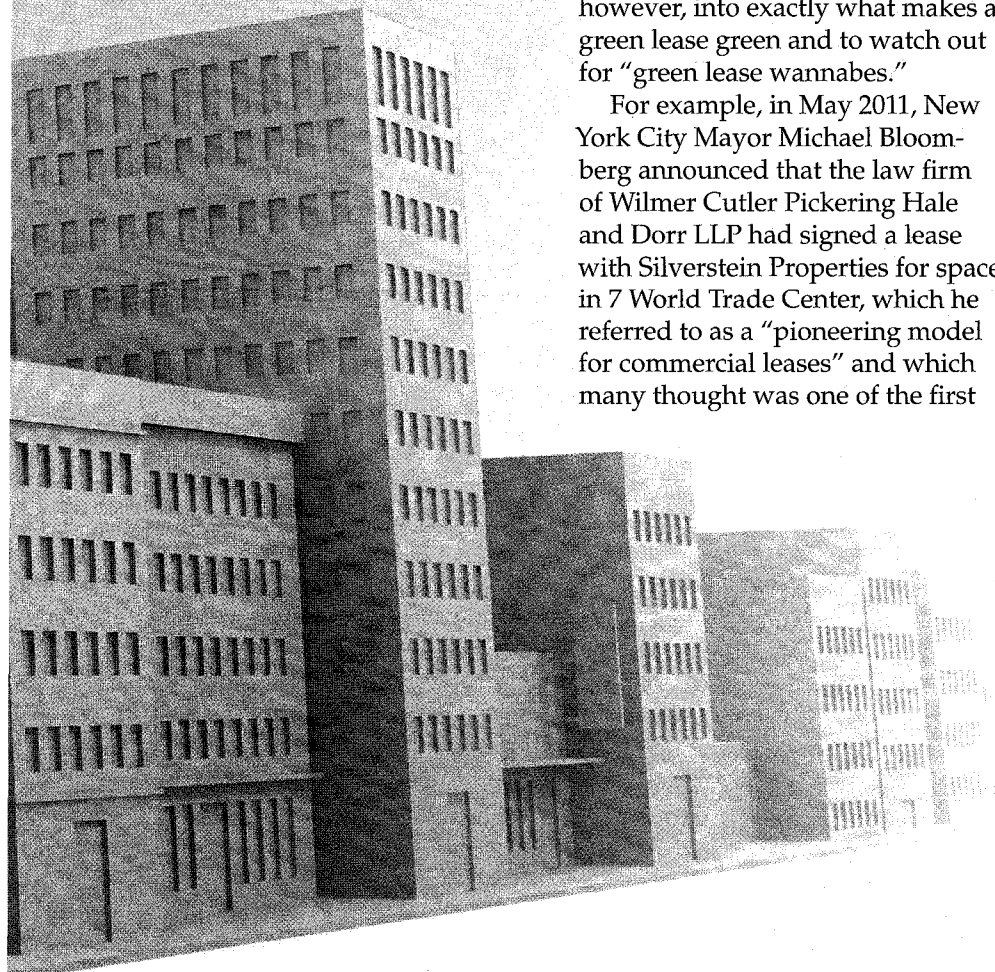 however, into exactly what makes a
green lease green and to watch out
for “green lease wannabes.”
For example, in May 2011, New
York City Mayor Michael Bloom-
berg announced that the law firm
of Wilmer Cutler Pickering Hale
and Dorr LLP had signed a lease
with Silverstein Properties for space
in 7 World Trade Center, which he
referred to as a “pioneering model
for commercial leases” and which
many thought was one of the first